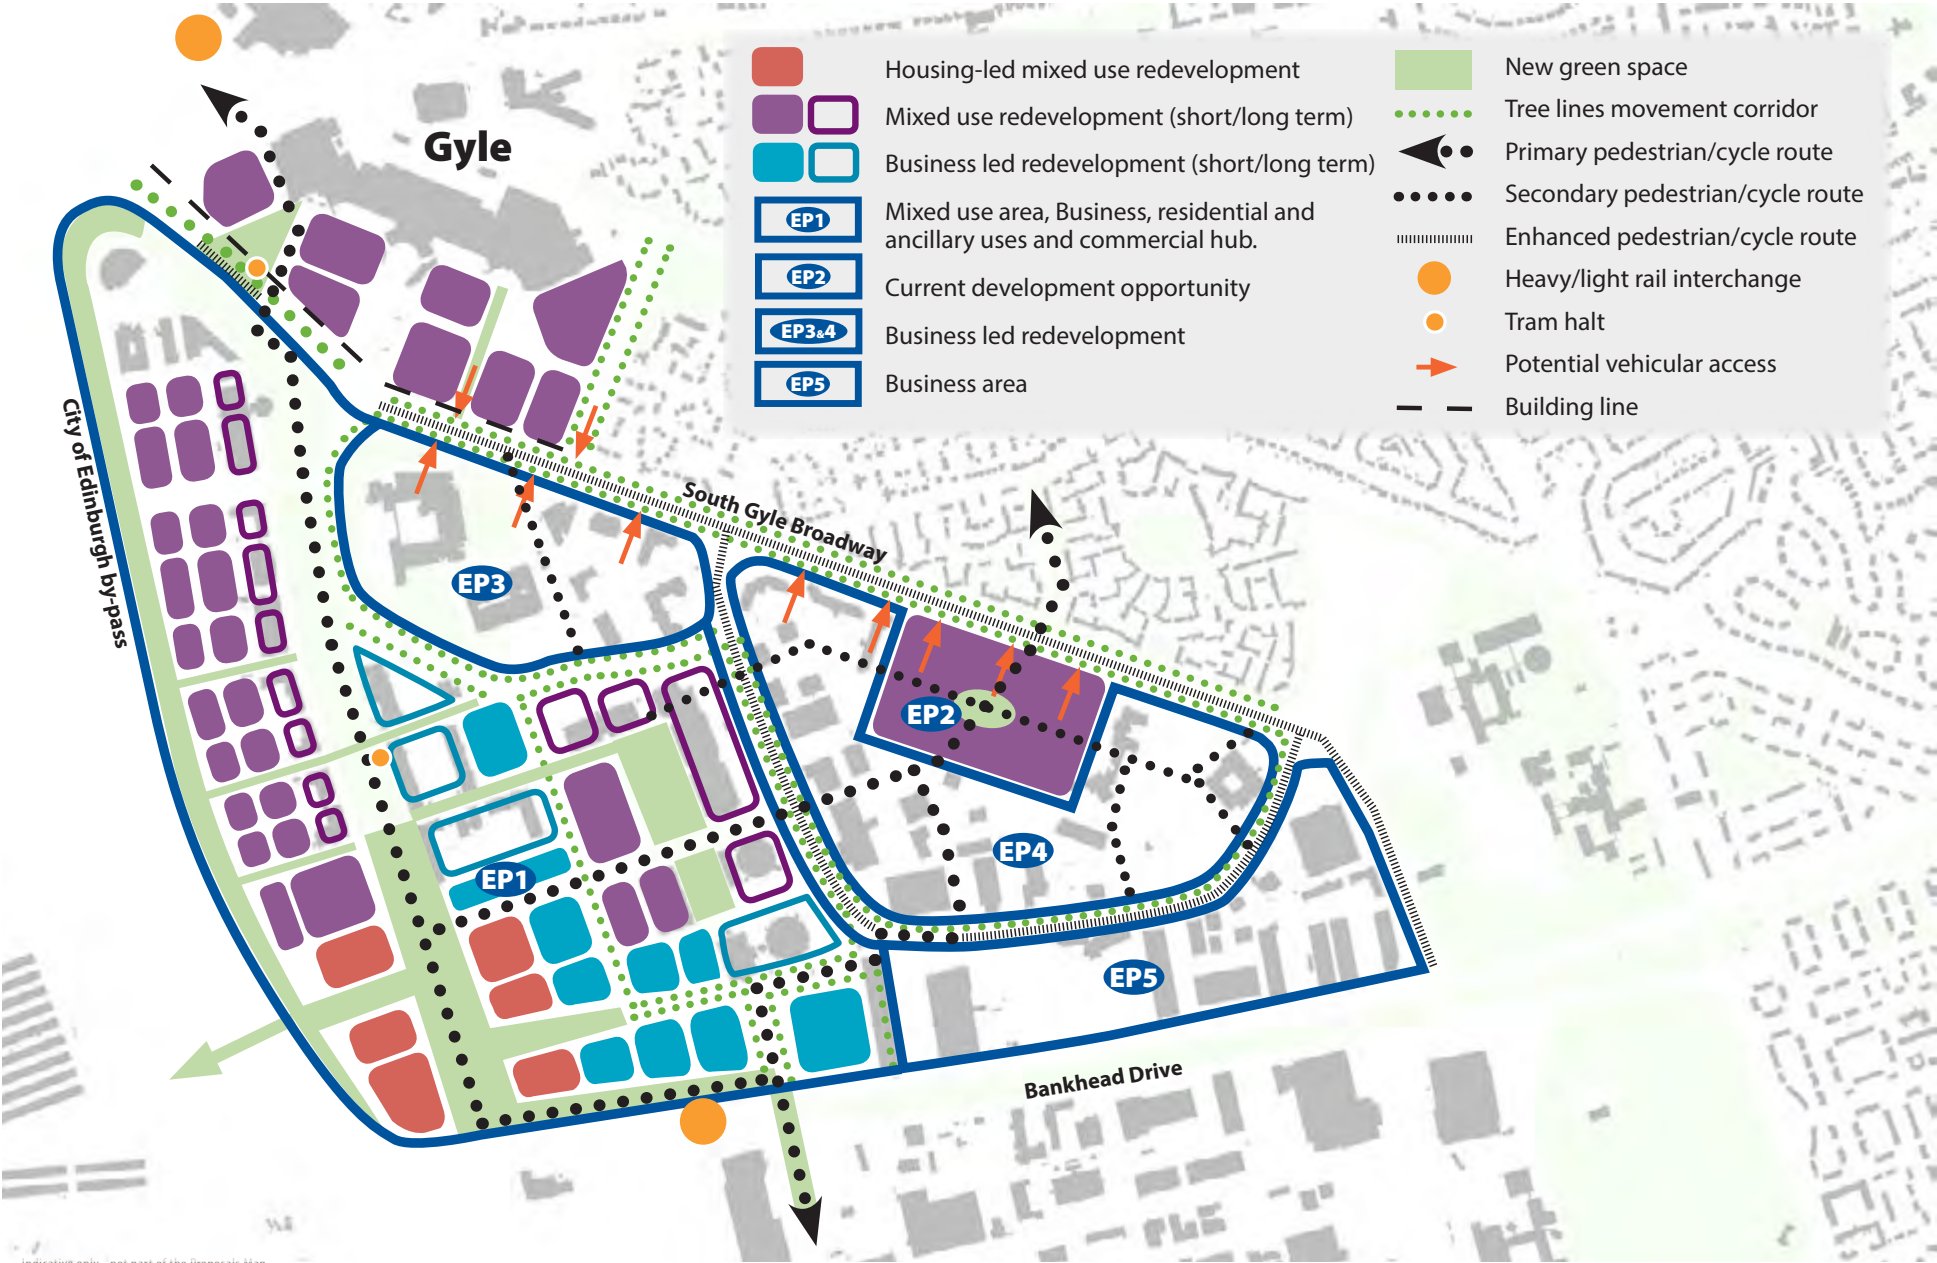 Gyle
Housing-led mixed use redevelopment
Mixed use redevelopment (short/long term)
Business led redevelopment (short/long term)
EP1
Mixed use area, Business, residential and
ancillary uses and commercial hub.
EP2
Current development opportunity
EP3&4
Business led redevelopment
EP5
Business area
New green space
Tree lines movement corridor
Primary pedestrian/cycle route
Secondary pedestrian/cycle route
Enhanced pedestrian/cycle route
Heavy/light rail interchange
Tram halt
Potential vehicular access
Building line
City of Edinburgh by-pass
South Gyle Broadway
EP3
EP2
EP4
EP1
EP5
Bankhead Drive